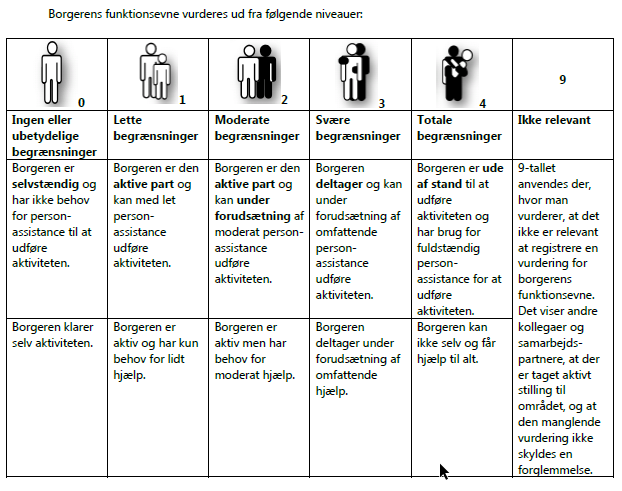 Borgerens funktionsevne vurderes ud fra følgende niveauer:
0
1
2
3
4
9
Ingen eller
ubetydelige
begrænsninger
Lette
begrænsninger
Moderate
begrænsninger
Svære
begrænsninger
Totale
begrænsninger
Ikke relevant
Borgeren er
selvstændig og
har ikke behov
for person-
assistance til at
udføre
aktiviteten.
Borgeren er den
aktive part og
kan med let
person-
assistance
udføre
aktiviteten.
Borgeren er den
aktive part og
kan under
forudsætning af
moderat person-
assistance
udføre
aktiviteten.
Borgeren
deltager og kan
under
forudsætning af
omfattende
person-
assistance
udføre
aktiviteten.
Borgeren er ude
af stand til at
udføre
aktiviteten og
har brug for
fuldstændig
person-
assistance for at
udføre
aktiviteten.
9-tallet
anvendes der,
hvor man
vurderer, at det
ikke er relevant
at registrere en
vurdering for
borgerens
funktionsevne.
Det viser andre
kollegaer og
samarbejds-
partnere, at der
er taget aktivt
stilling til
området, og at
den manglende
vurdering ikke
skyldes en
forglemmelse.
Borgeren klarer
selv aktiviteten.
Borgeren er
aktiv og har kun
behov for lidt
hjælp.
Borgeren er
aktiv men har
behov for
moderat hjælp.
Borgeren
deltager under
forudsætning af
omfattende
hjælp.
Borgeren kan
ikke selv og får
hjælp til alt.